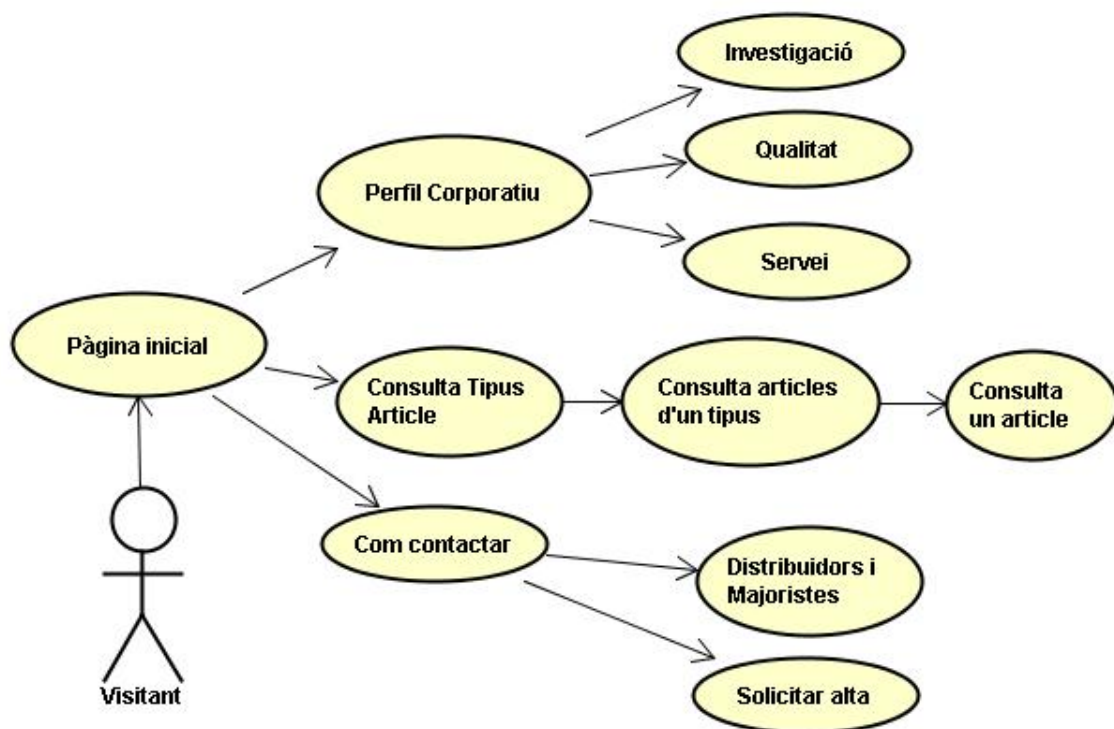 Investigació
Qualitat
Perfil Corporatiu
Servei
Pàgina inicial
Consulta Tipus
Article
Consulta articles
d'un tipus
Consulta
un article
Com contactar
Distribuidors i
Majoristes
Solicitar alta
Visitant